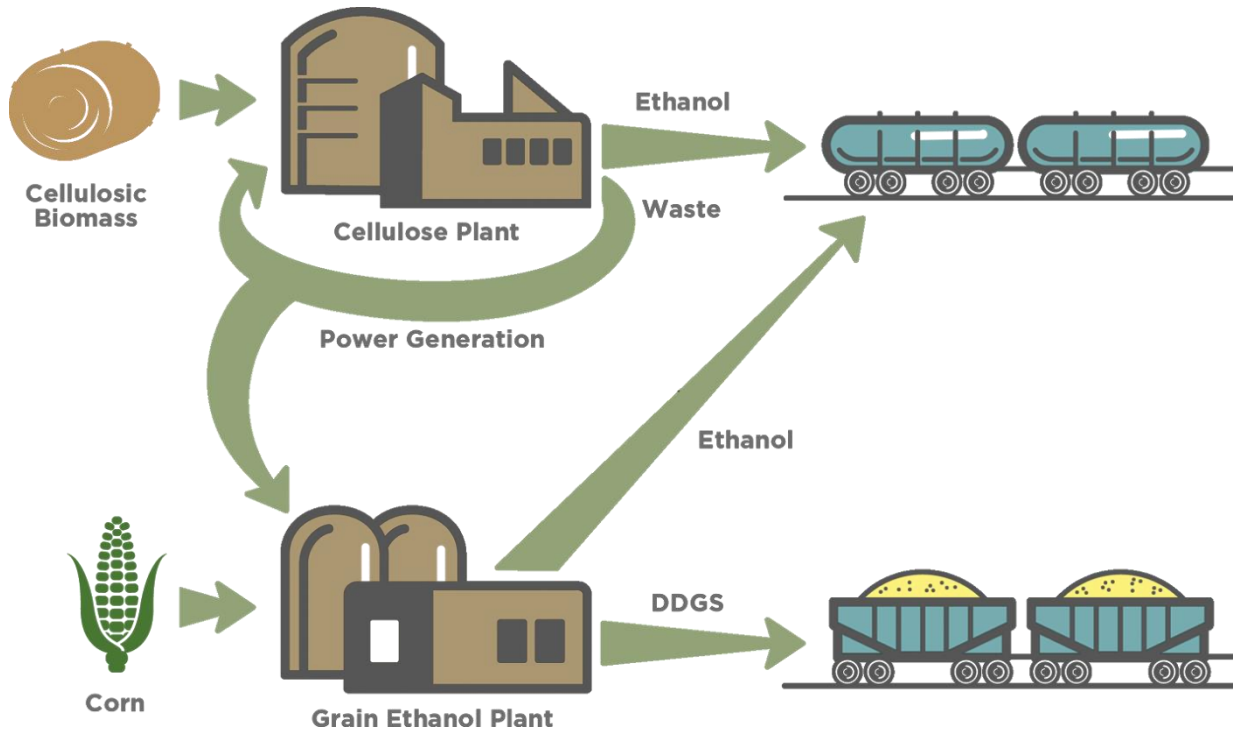 Ethanol
Cellulosic
Biomass
Waste
Cellulose Plant
Power Generation
Ethanol
DDGS
Corn
Grain Ethanol Plant